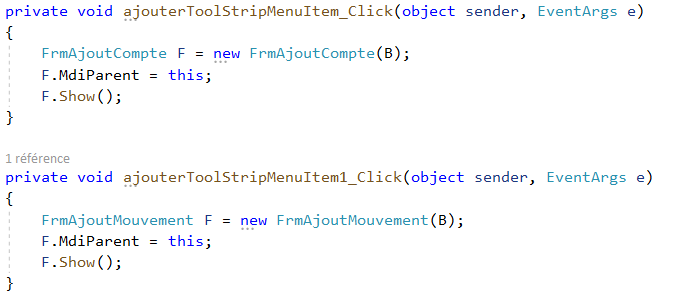 private void ajouterToolStripMenuItem_Click(object sender, EventArgs e)
{
FrmAjoutCompte F = new FrmAjoutCompte(B);
F.MdiParent = this;
F.Show();
}
1 référence
private void ajouterToolStripMenuItem1_Click(object sender, EventArgs e)
{
FrmAjoutMouvement F = new FrmAjoutMouvement(B);
F.MdiParent = this;
F.Show();
}